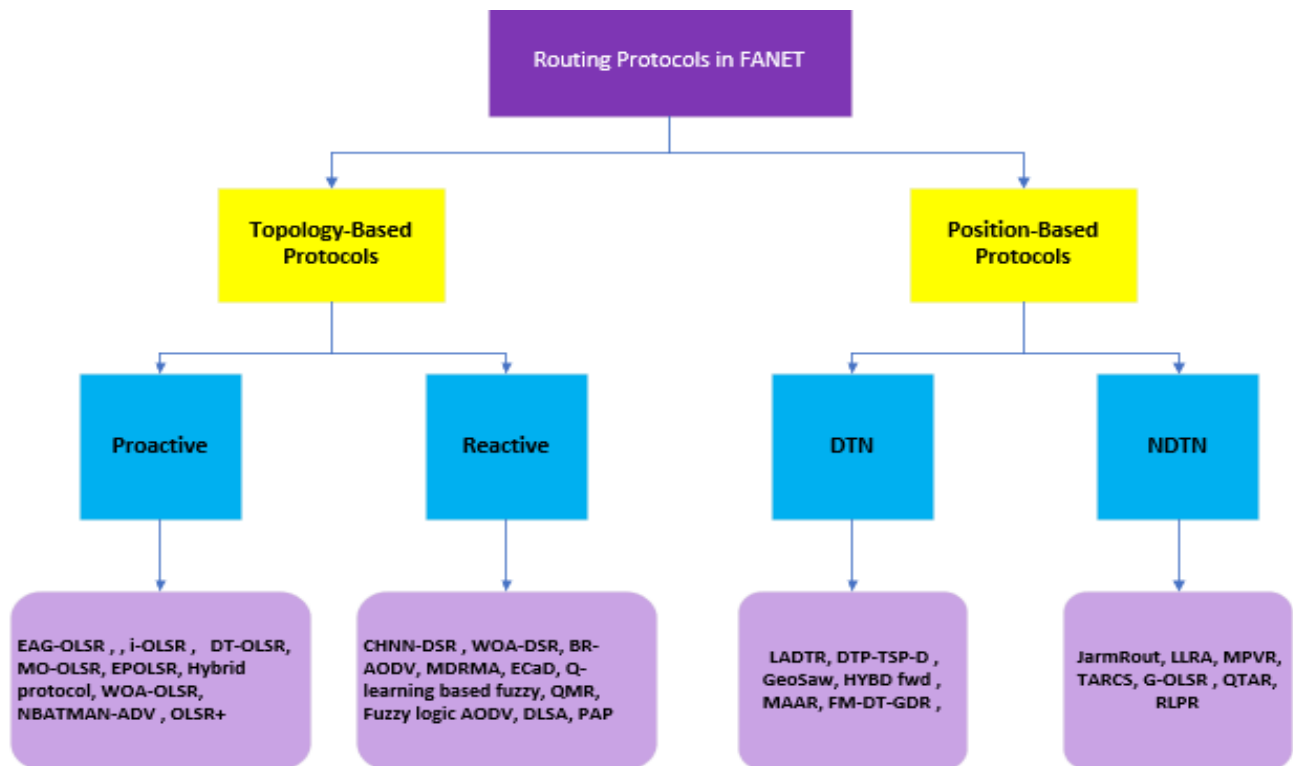 Routing Protocols in FANET
Topology-Based
Protocols
Position-Based
Protocols
Proactive
Reactive
DTN
NDTN
EAG-OLSR , , i-OLSR , DT-OLSR,
MO-OLSR, EPOLSR, Hybrid
protocol, WOA-OLSR,
NBATMAN-ADV , OLSR+
CHNN-DSR , WOA-DSR, BR-
AODV, MDRMA, ECaD, Q-
learning based fuzzy, QMR,
Fuzzy logic AODV, DLSA, PAP
LADTR, DTP-TSP-D ,
GeoSaw, HYBD fwd ,
MAAR, FM-DT-GDR ,
JarmRout, LLRA, MPVR,
TARCS, G-OLSR , QTAR,
RLPR